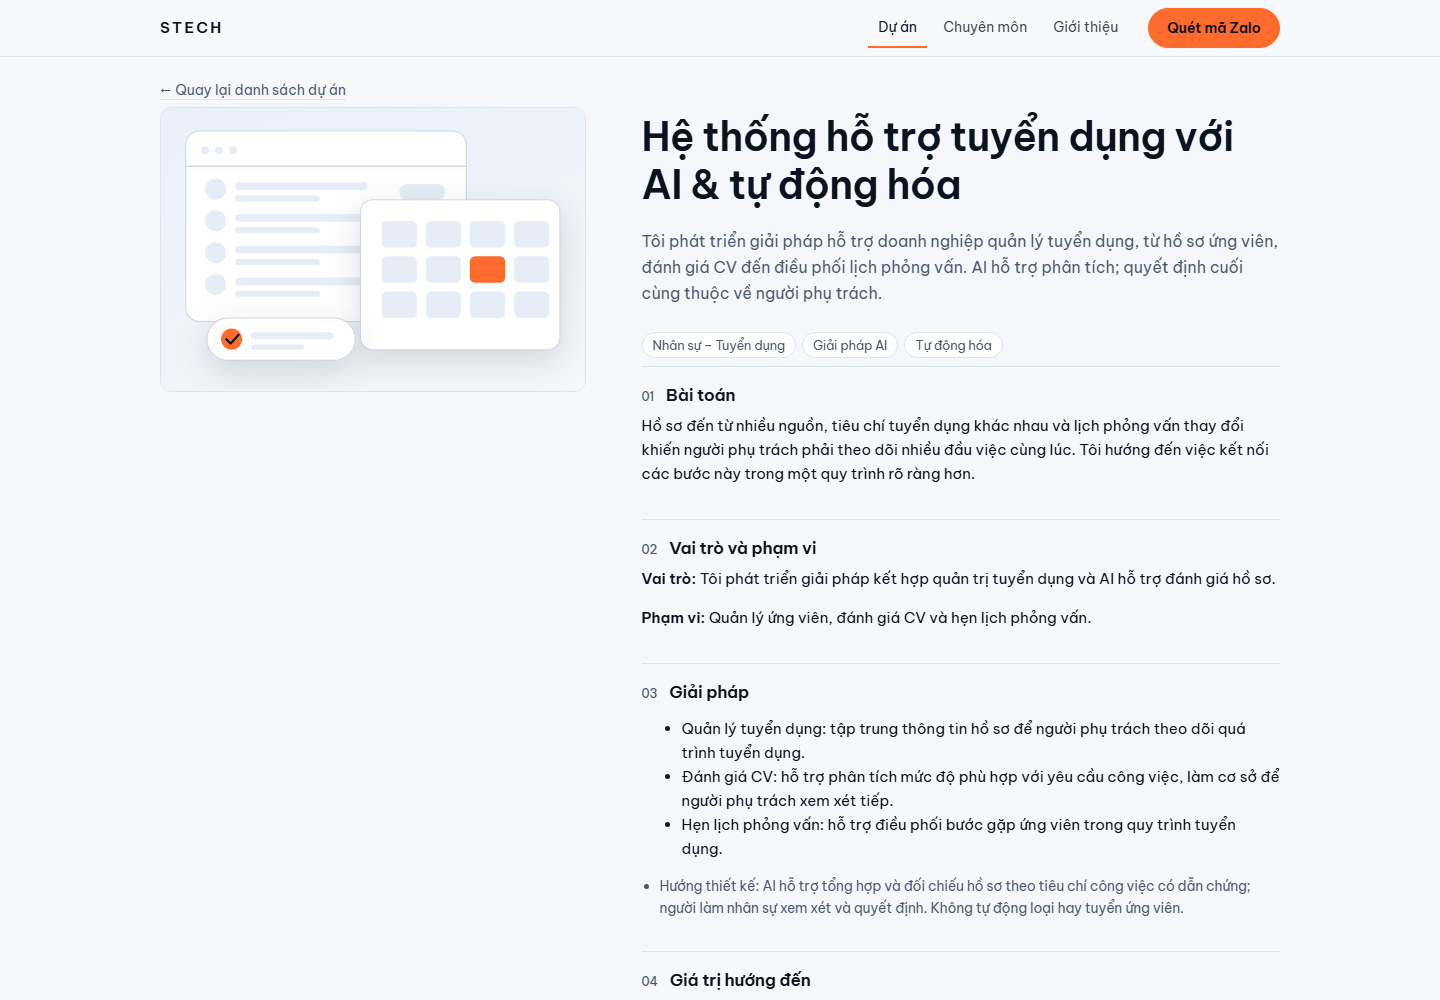 STECH
Dự án
Chuyên môn
Giới thiệu
Quét mã Zalo
← Quay lại danh sách dự án
Hệ thống hỗ trợ tuyển dụng với
AI & tự động hóa
Tôi phát triển giải pháp hỗ trợ doanh nghiệp quản lý tuyển dụng, từ hồ sơ ứng viên,
đánh giá CV đến điều phối lịch phỏng vấn. AI hỗ trợ phân tích; quyết định cuối
cùng thuộc về người phụ trách.
Nhân sự – Tuyển dụng
Giải pháp AI
Tự động hóa
01 Bài toán
Hồ sơ đến từ nhiều nguồn, tiêu chí tuyển dụng khác nhau và lịch phỏng vấn thay đổi
khiến người phụ trách phải theo dõi nhiều đầu việc cùng lúc. Tôi hướng đến việc kết nối
các bước này trong một quy trình rõ ràng hơn.
02 Vai trò và phạm vi
Vai trò: Tôi phát triển giải pháp kết hợp quản trị tuyển dụng và AI hỗ trợ đánh giá hồ sơ.
Phạm vi: Quản lý ứng viên, đánh giá CV và hẹn lịch phỏng vấn.
03 Giải pháp
• Quản lý tuyển dụng: tập trung thông tin hồ sơ để người phụ trách theo dõi quá
trình tuyển dụng.
• Đánh giá CV: hỗ trợ phân tích mức độ phù hợp với yêu cầu công việc, làm cơ sở để
người phụ trách xem xét tiếp.
• Hẹn lịch phỏng vấn: hỗ trợ điều phối bước gặp ứng viên trong quy trình tuyển
dụng.
• Hướng thiết kế: AI hỗ trợ tổng hợp và đối chiếu hồ sơ theo tiêu chí công việc có dẫn chứng;
người làm nhân sự xem xét và quyết định. Không tự động loại hay tuyển ứng viên.
04 Giá trị hướng đến